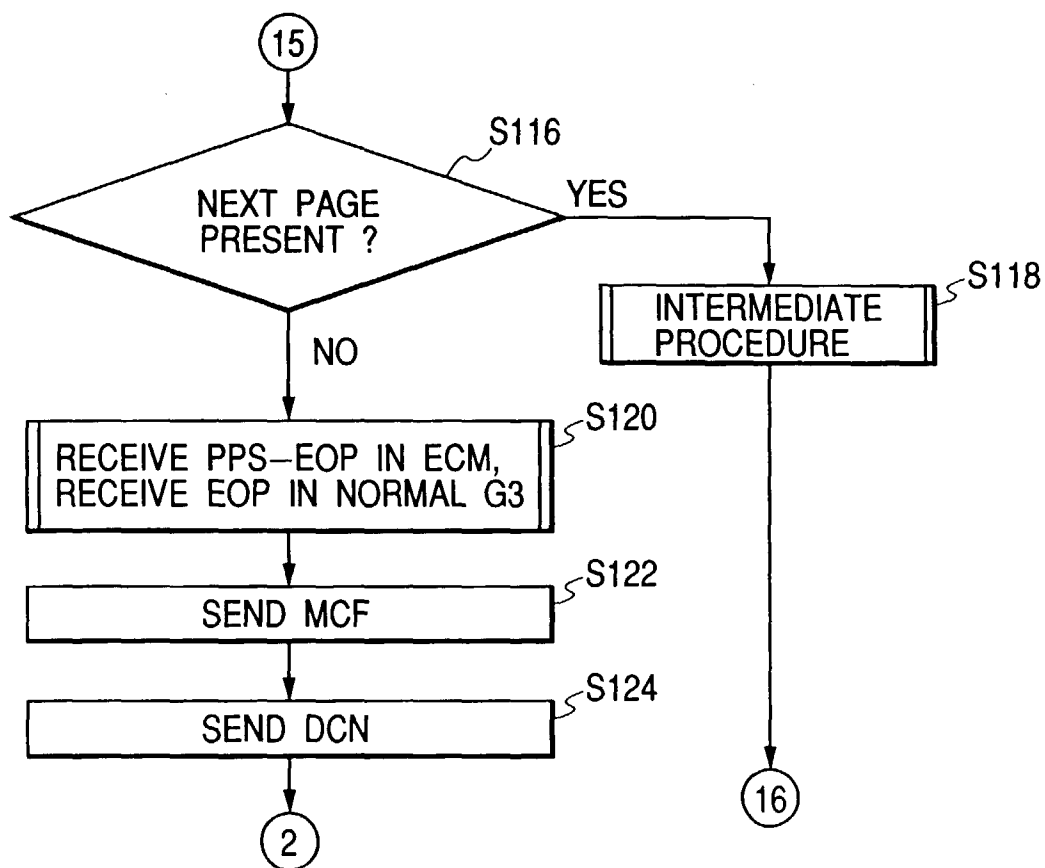 15
S116
NEXT PAGE
PRESENT ?
YES
S118
INTERMEDIATE
PROCEDURE
NO
S120
RECEIVE PPS-EOP IN ECM,
RECEIVE EOP IN NORMAL G3
S122
SEND MCF
S124
SEND DCN
16
2